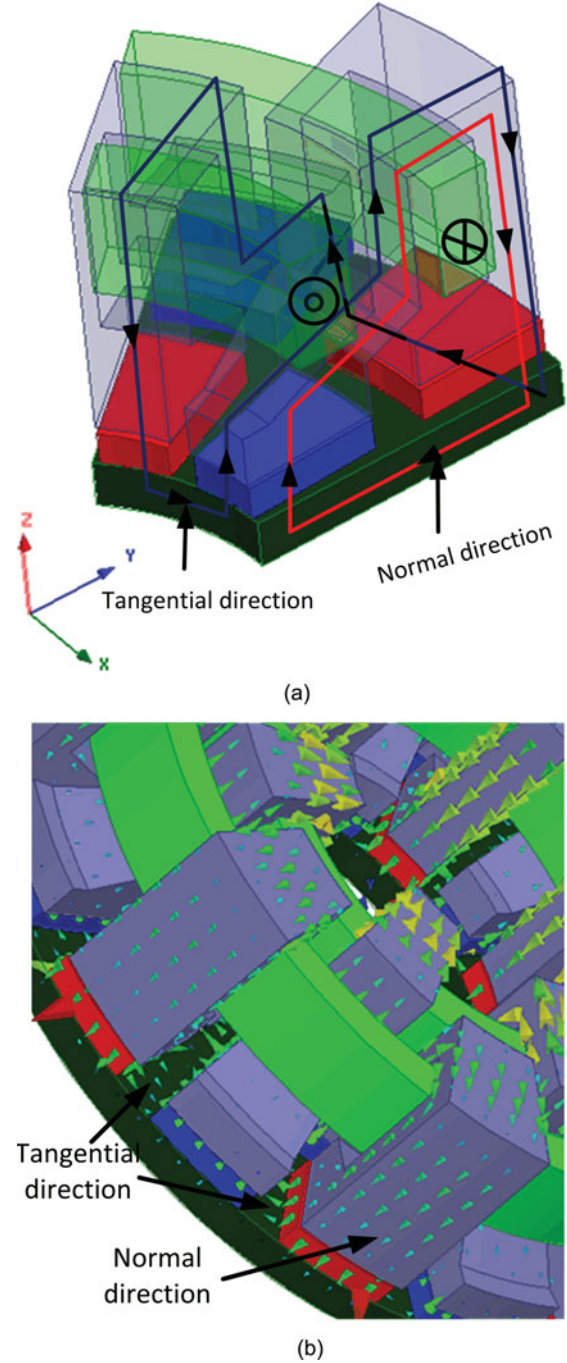 Z
Y
X
Tangential direction
Normal direction
(a)
Y
Tangential
direction
Normal
direction
(b)